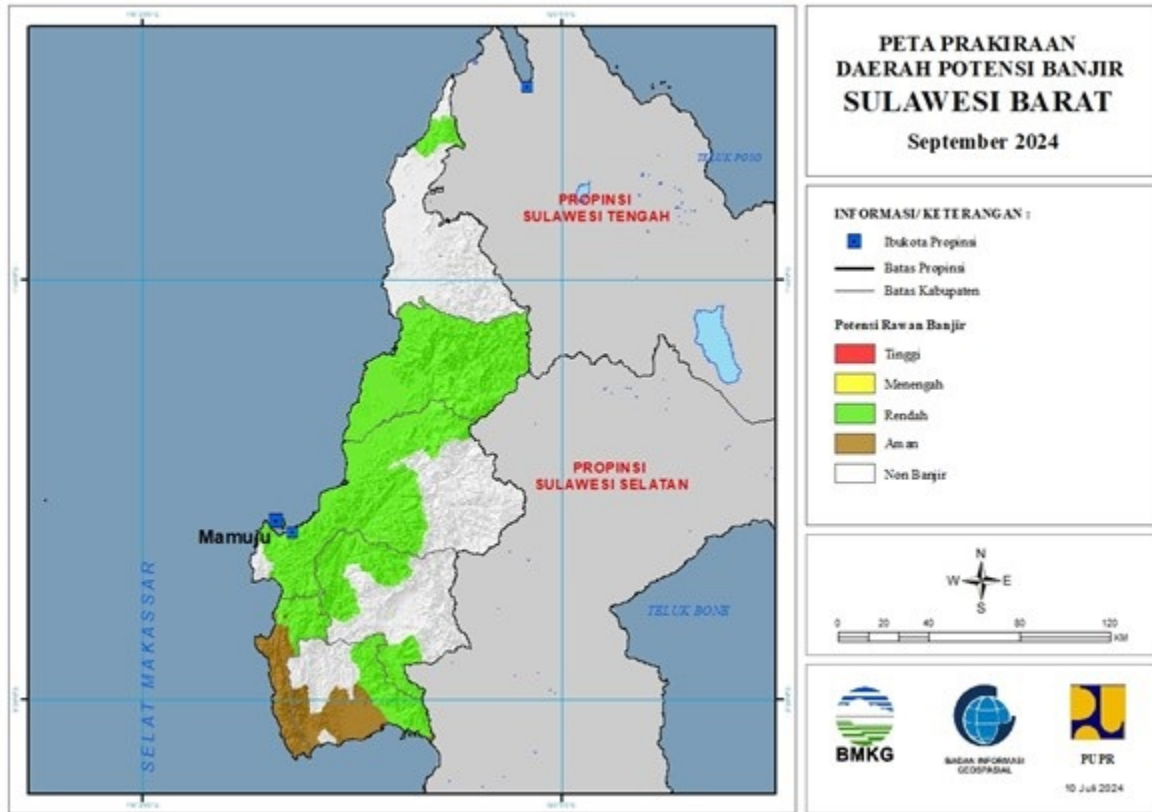 PETA PRAKIRAAN
DAERAH POTENSI BANJIR
SULAWESI BARAT
September 2024
TELUK POSO
PROPINSI
SULAWESI TENGAH
PROPINSI
SULAWESI SELATAN
Mamuju
SELAT MAKASSAR
TELUK BONE
INFORMASI/KETERANGAN :
Ibukota Propinsi
Batas Propinsi
Batas Kabupaten
Potensi Rawan Banjir
Tinggi
Menengah
Rendah
Aman
Non Banjir
N
W E
S
0 20 40 80 120
KM
BMKG
BADAN INFORMASI
GEOSPASIAL
PUPR
10 Juli 2024